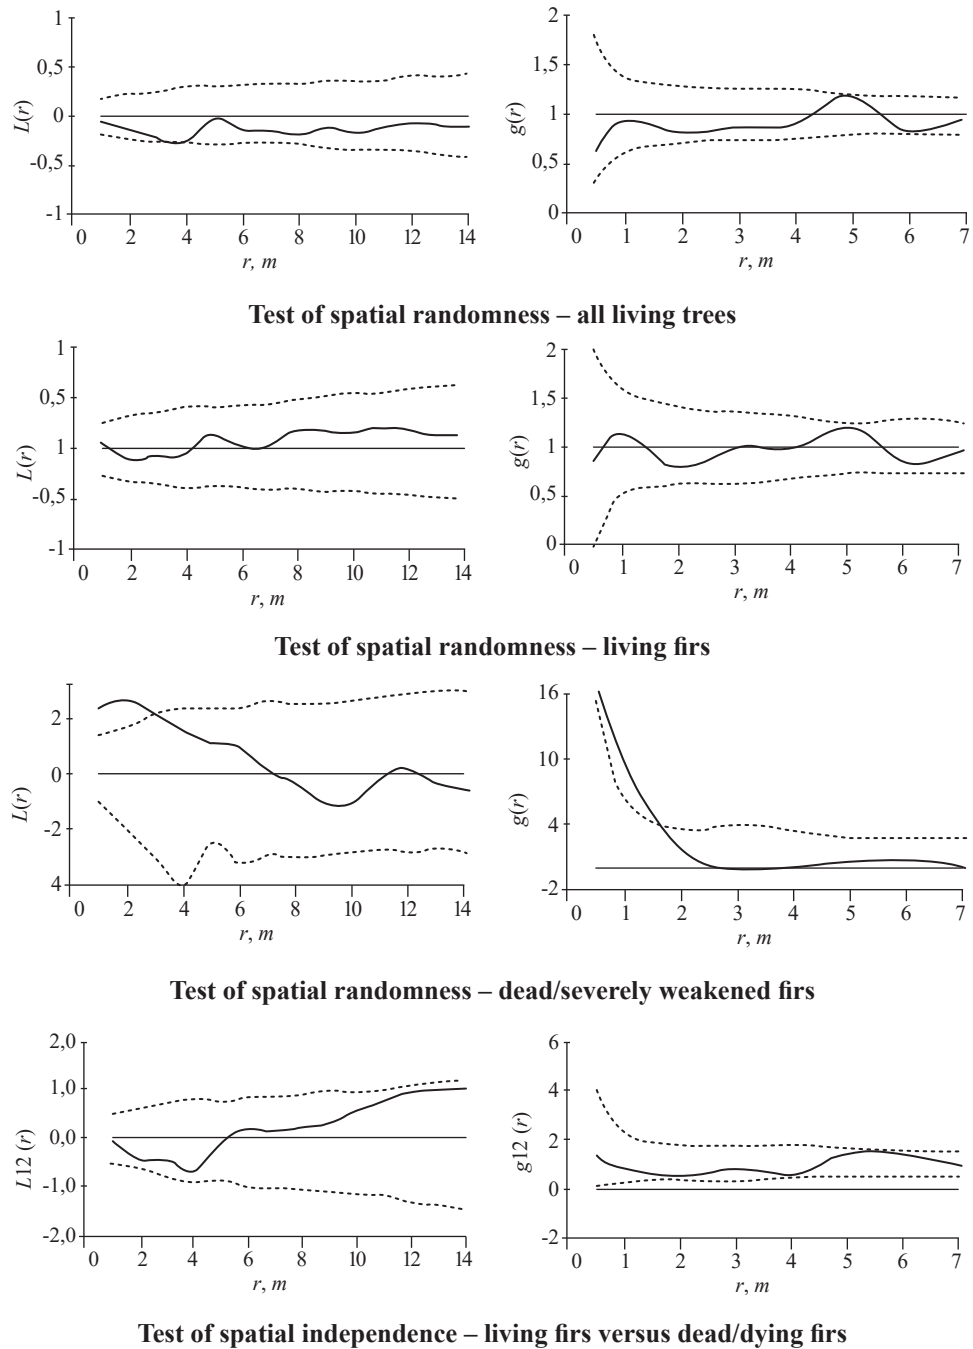 1
0,5
0
-0,5
-1
L(r)
0 2 4 6 8 10 12 14
r, m
2
1,5
1
0,5
0
g(r)
0 1 2 3 4 5 6 7
r, m
Test of spatial randomness – all living trees
1
0,5
1
-0,5
-1
L(r)
0 2 4 6 8 10 12 14
r, m
2
1,5
1
0,5
0
g(r)
0 1 2 3 4 5 6 7
r, m
Test of spatial randomness – living firs
2
0
-2
4
L(r)
0 2 4 6 8 10 12 14
r, m
16
10
4
-2
g(r)
0 1 2 3 4 5 6 7
r, m
Test of spatial randomness – dead/severely weakened firs
2,0
1,0
0,0
-1,0
-2,0
L12 (r)
0 2 4 6 8 10 12 14
r, m
6
4
2
0
-2
g12 (r)
0 1 2 3 4 5 6 7
r, m
Test of spatial independence – living firs versus dead/dying firs